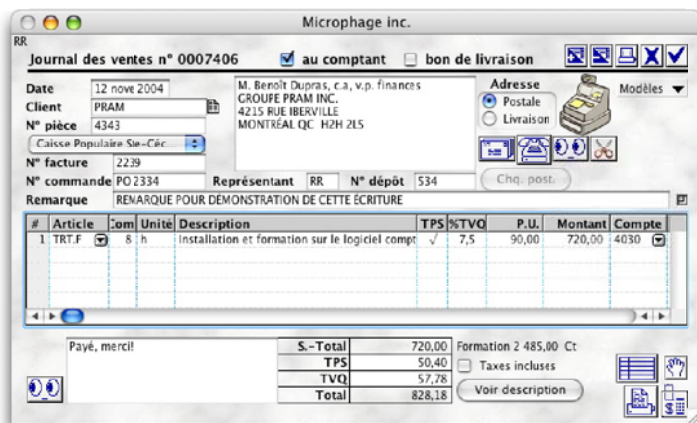 Microphage inc.
RR
Journal des ventes n° 0007406 au comptant bon de livraison
Date 12 nove 2004
Client PRAM
N° pièce 4343
Caisse Populaire Ste-Céc
N° facture 2239
N° commande PO2334 Représentant RR N° dépôt 534
Remarque REMARQUE POUR DÉMONSTRATION DE CETTE ÉCRITURE
M. Benoît Dupras, c.a, v.p. finances
GROUPE PRAM INC.
4215 RUE IBERVILLE
MONTRÉAL QC H2H 2L5
Adresse
Postale
Livraison
Modèles
Chq. post.
# Article Com Unité Description TPS %TVQ P.U. Montant Compte
1 TRT.F 8 h Installation et formation sur le logiciel compt √ 7,5 90,00 720,00 4030
Payé, merci!
S.-Total 720,00 Formation 2 485,00 Ct
TPS 50,40 Taxes incluses
TVQ 57,78
Total 828,18 Voir description